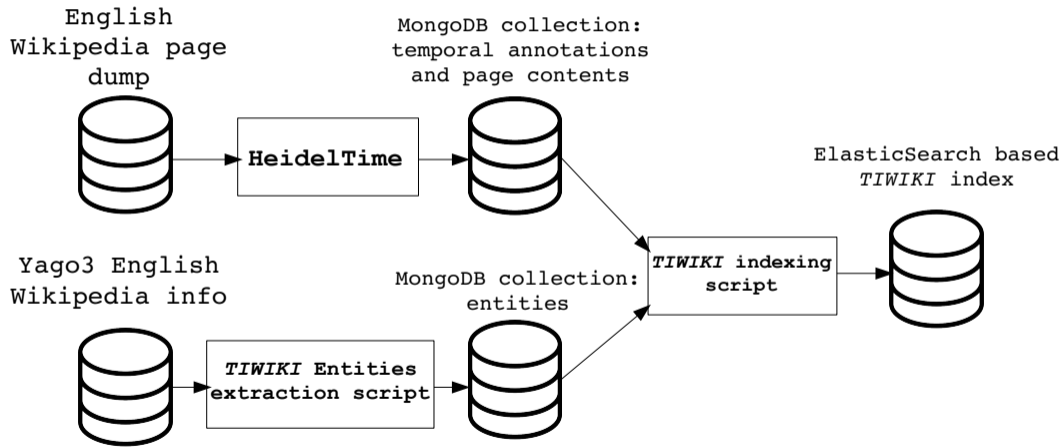 English
Wikipedia page
dump
MongoDB collection:
temporal annotations
and page contents
HeidelTime
ElasticSearch based
TIWIKI index
Yago3 English
Wikipedia info
MongoDB collection:
entities
TIWIKI indexing
script
TIWIKI Entities
extraction script